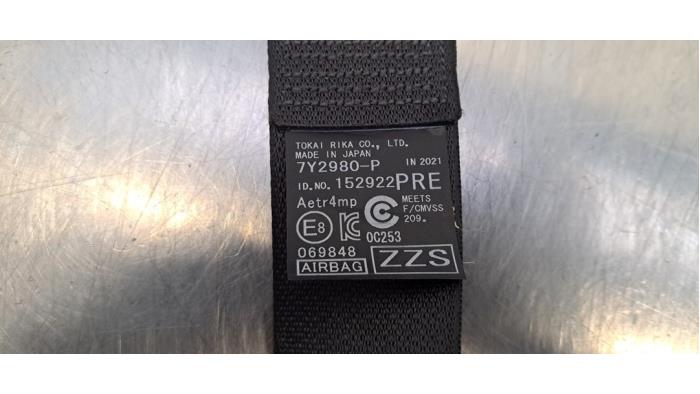 TOKAI RIKA CO., LTD.
MADE IN JAPAN
7Y2980-P IN 2021
ID.NO. 152922PRE
Aetr4mp
MEETS
F/CMVSS
209.
E8 KC C
0C253
069848
AIRBAG ZZS